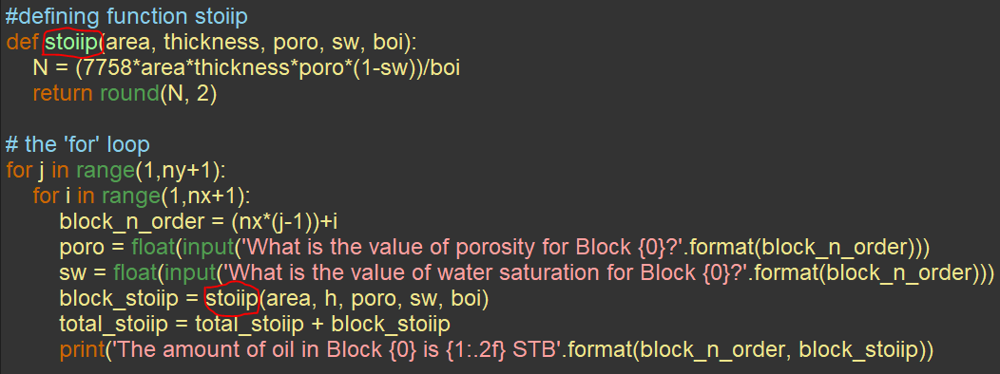 #defining function stoiip
def stoiip(area, thickness, poro, sw, boi):
    N = (7758*area*thickness*poro*(1-sw))/boi
    return round(N, 2)

# the 'for' loop
for j in range(1,ny+1):
    for i in range(1,nx+1):
        block_n_order = (nx*(j-1))+i
        poro = float(input('What is the value of porosity for Block {0}?'.format(block_n_order)))
        sw = float(input('What is the value of water saturation for Block {0}?'.format(block_n_order)))
        block_stoiip = stoiip(area, h, poro, sw, boi)
        total_stoiip = total_stoiip + block_stoiip
        print('The amount of oil in Block {0} is {1:.2f} STB'.format(block_n_order, block_stoiip))